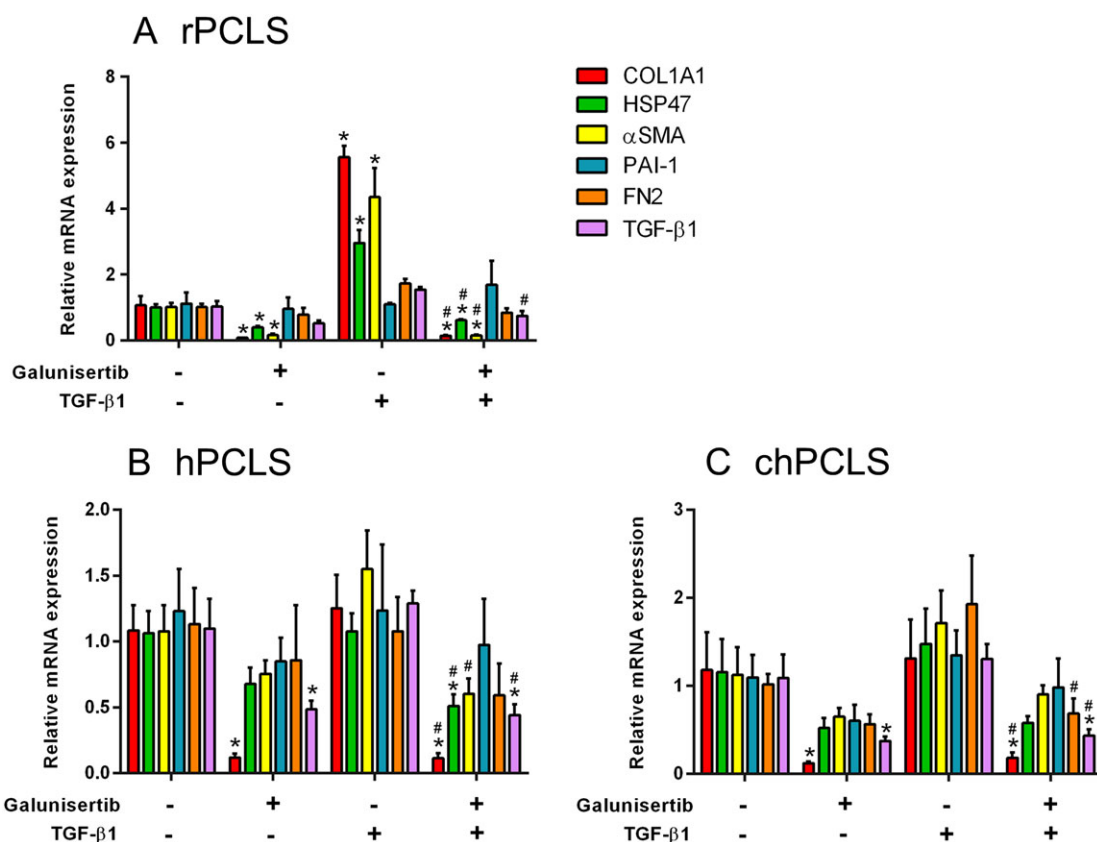 A rPCLS
Relative mRNA expression
8
6
4
2
0
* * * * * * #* #* #* #
Galunisertib - + - +
TGF-β1 - - + +
COL1A1
HSP47
αSMA
PAI-1
FN2
TGF-β1
B hPCLS
Relative mRNA expression
2.0
1.5
1.0
0.5
0.0
* * #* #* # #*
Galunisertib - + - +
TGF-β1 - - + +
C chPCLS
Relative mRNA expression
3
2
1
0
* * #* # #*
Galunisertib - + - +
TGF-β1 - - + +